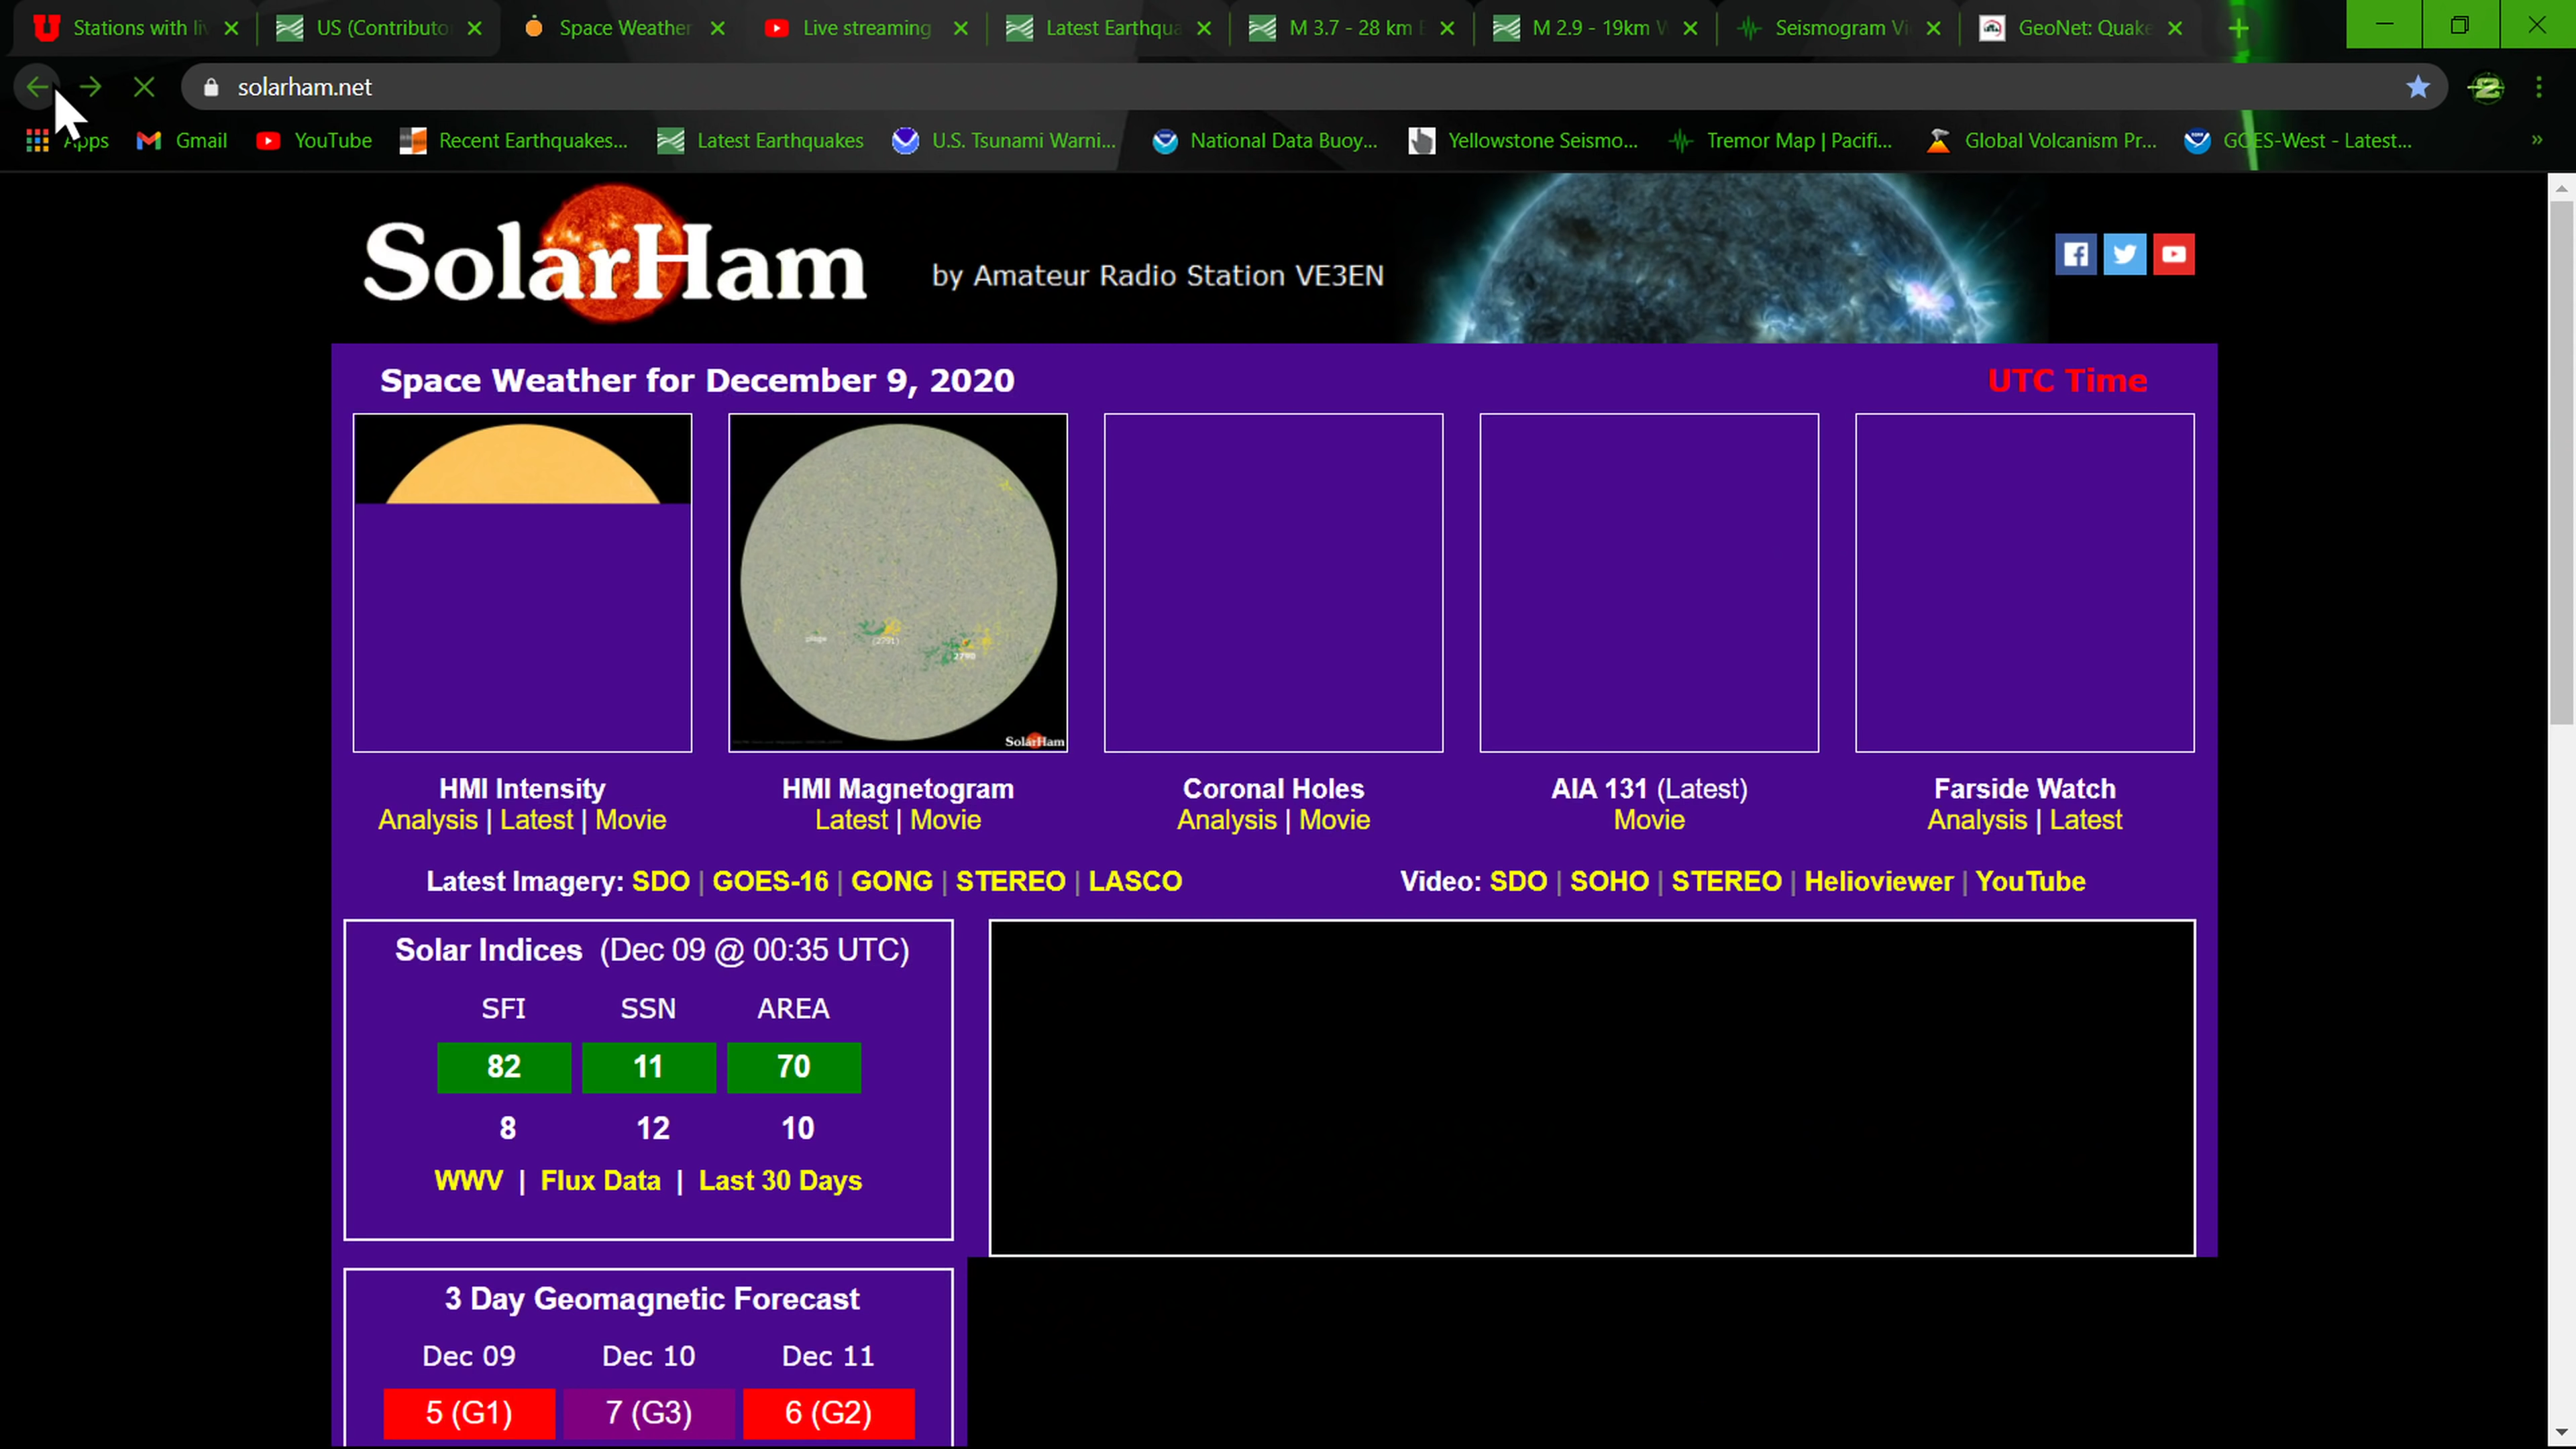 Stations with li
US (Contributo
Space Weather
Live streaming
Latest Earthqua
M 3.7 - 28 km E
M 2.9 - 19km W
Seismogram Vi
GeoNet: Quake
solarham.net
Apps
Gmail
YouTube
Recent Earthquakes...
Latest Earthquakes
U.S. Tsunami Warni...
National Data Buoy...
Yellowstone Seismo...
Tremor Map | Pacifi...
Global Volcanism Pr...
GOES-West - Latest...
»
SolarHam
by Amateur Radio Station VE3EN
Space Weather for December 9, 2020
UTC Time
plage
(2791)
2790
SolarHam
HMI Intensity
Analysis | Latest | Movie
HMI Magnetogram
Latest | Movie
Coronal Holes
Analysis | Movie
AIA 131 (Latest)
Movie
Farside Watch
Analysis | Latest
Latest Imagery: SDO | GOES-16 | GONG | STEREO | LASCO
Video: SDO | SOHO | STEREO | Helioviewer | YouTube
Solar Indices (Dec 09 @ 00:35 UTC)
SFI SSN AREA
82 11 70
8 12 10
WWV | Flux Data | Last 30 Days
3 Day Geomagnetic Forecast
Dec 09 Dec 10 Dec 11
5 (G1) 7 (G3) 6 (G2)